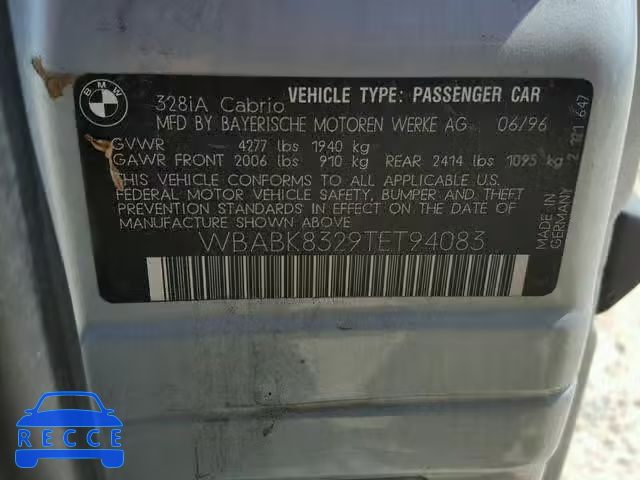 BMW
328iA Cabrio VEHICLE TYPE: PASSENGER CAR
MFD BY BAYERISCHE MOTOREN WERKE AG 06/96
GVWR 4277 lbs 1940 kg
GAWR FRONT 2006 lbs 910 kg REAR 2414 lbs 1095 kg
THIS VEHICLE CONFORMS TO ALL APPLICABLE U.S.
FEDERAL MOTOR VEHICLE SAFETY, BUMPER AND THEFT
PREVENTION STANDARDS IN EFFECT ON THE DATE OF
MANUFACTURE SHOWN ABOVE.
WBABK8329TET94083
MADE IN
GERMANY
647
RECCE